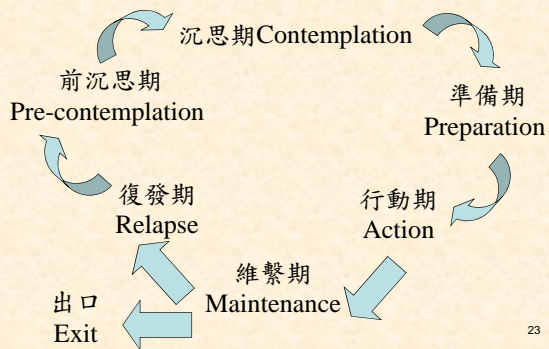 沉思期Contemplation
前沉思期
Pre-contemplation
準備期
Preparation
復發期
Relapse
行動期
Action
維繫期
Maintenance
出口
Exit
23